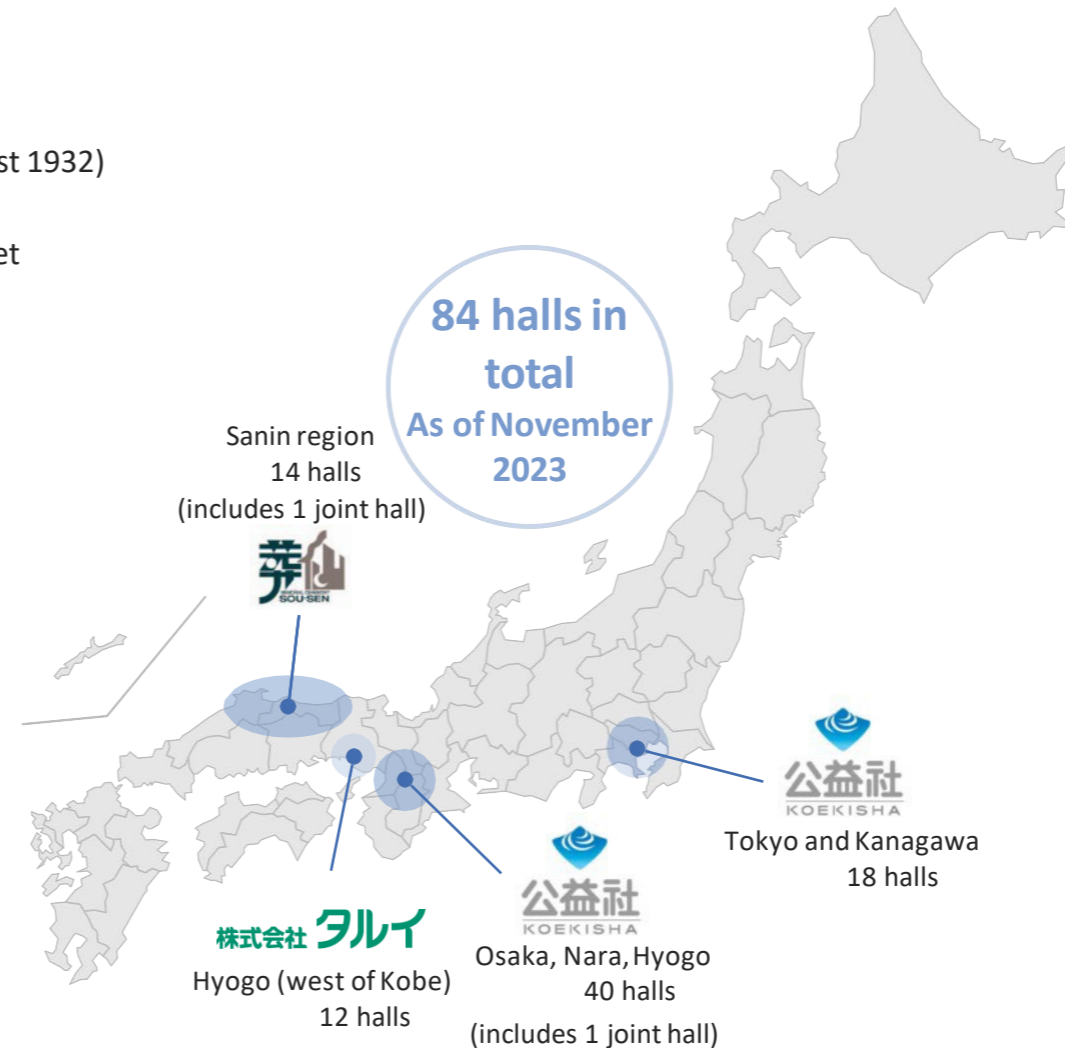 st 1932)
et
84 halls in
total
As of November
2023
Sanin region
14 halls
(includes 1 joint hall)
葬仙
SOU-SEN
公益社
KOEKISHA
Tokyo and Kanagawa
18 halls
公益社
KOEKISHA
Osaka, Nara, Hyogo
40 halls
(includes 1 joint hall)
株式会社 タルイ
Hyogo (west of Kobe)
12 halls